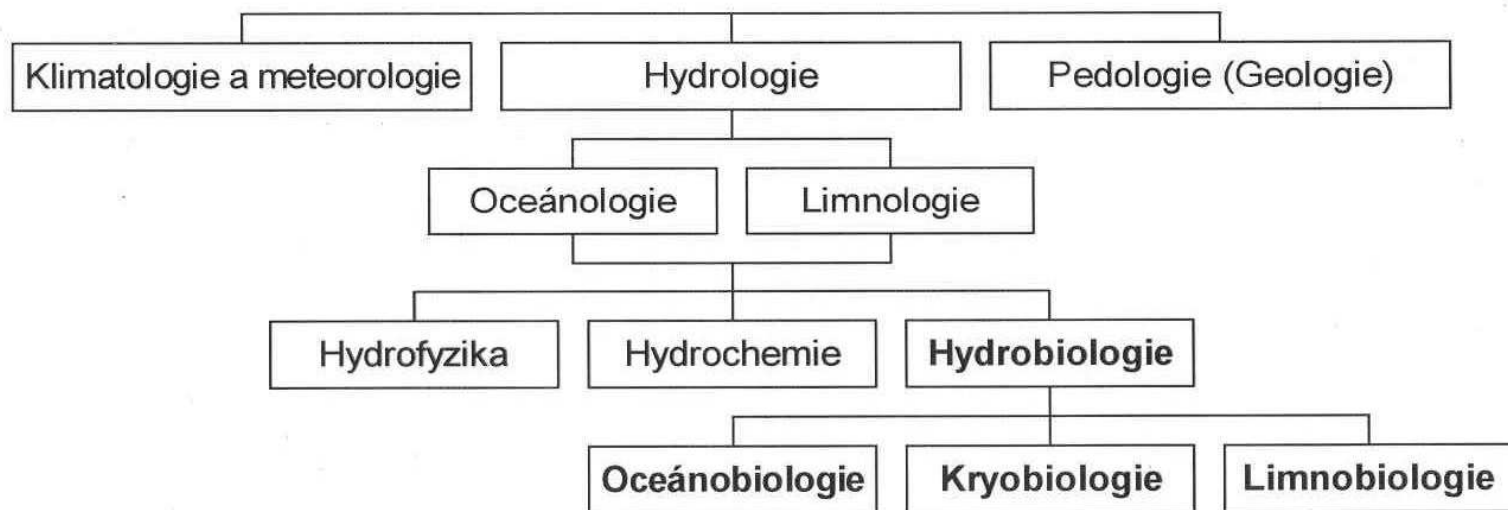 Klimatologie a meteorologie
Hydrologie
Pedologie (Geologie)
Oceánologie
Limnologie
Hydrofyzika
Hydrochemie
Hydrobiologie
Oceánobiologie
Kryobiologie
Limnobiologie